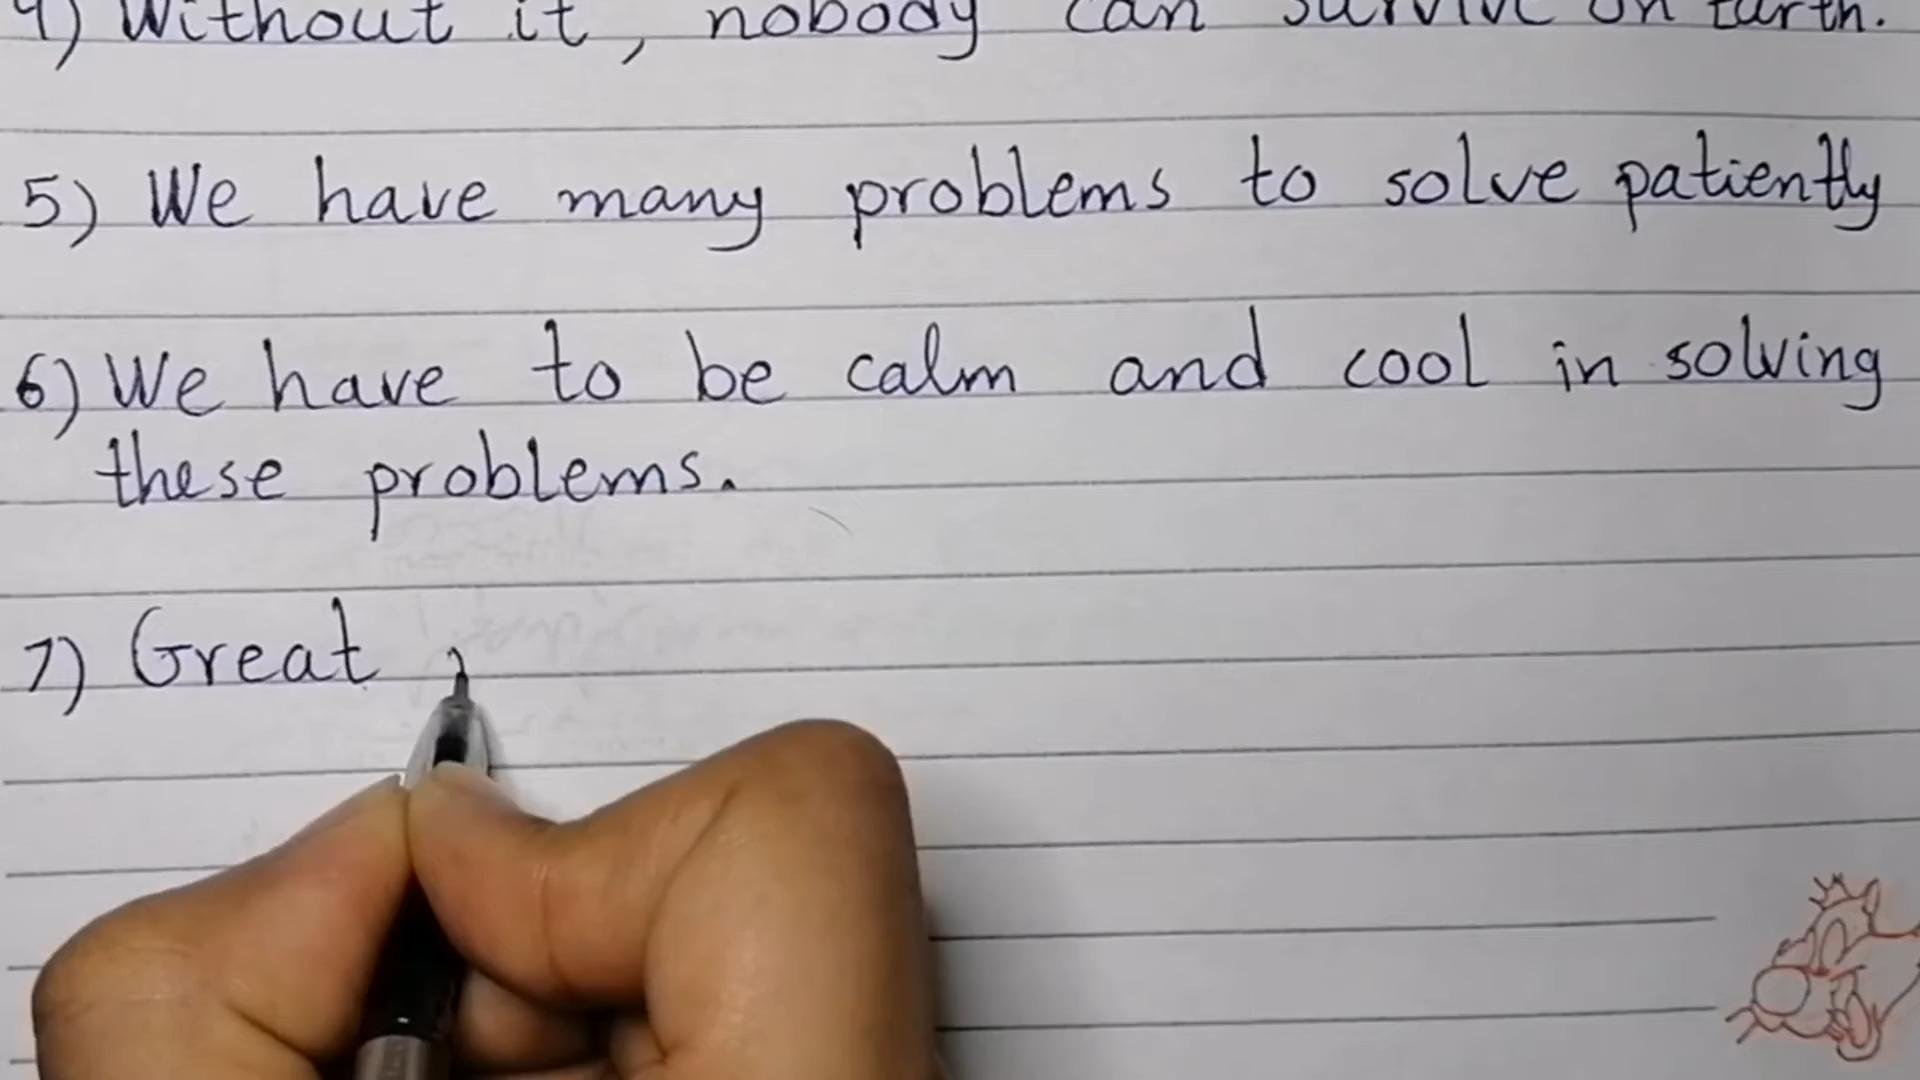 4) Without it, nobody can survive on Earth.
5) We have many problems to solve patiently
6) We have to be calm and cool in solving
these problems.
7) Great